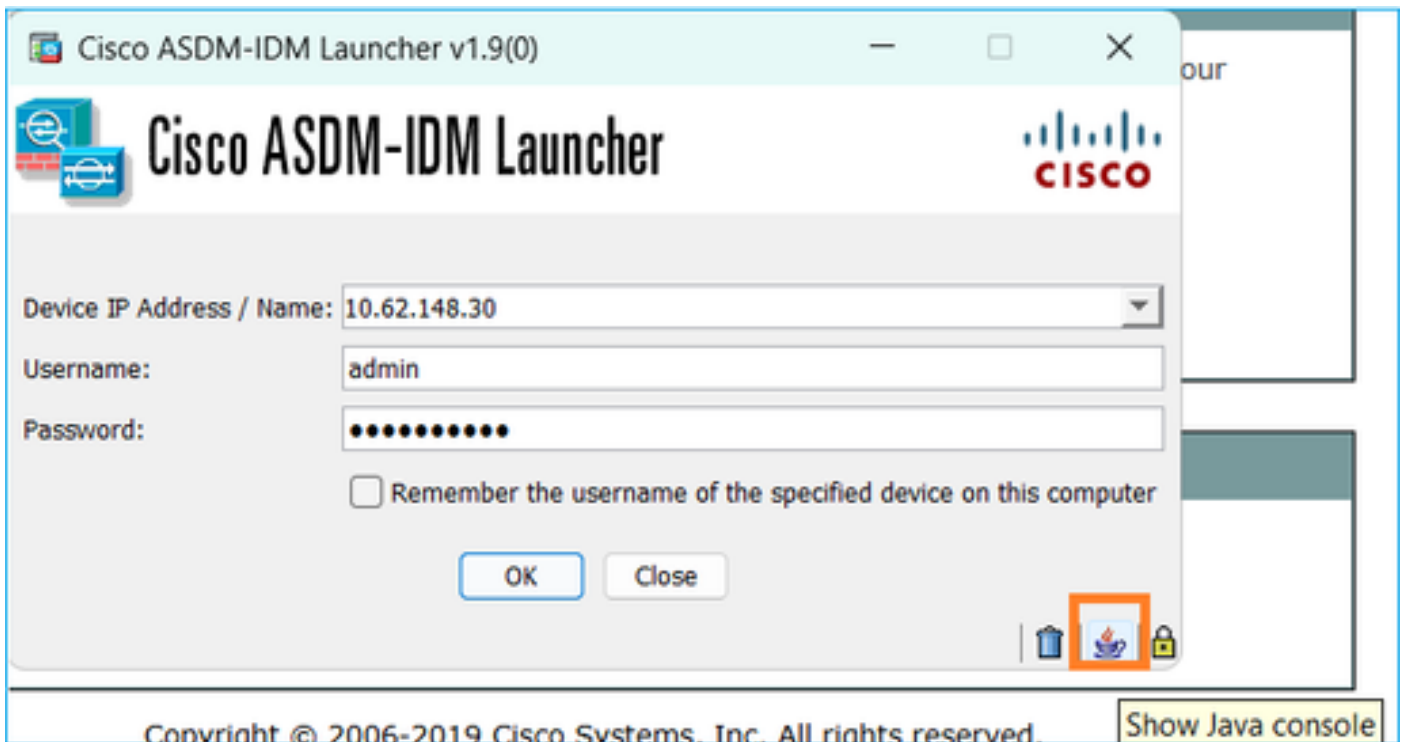 Cisco ASDM-IDM Launcher v1.9(0)
our
Cisco ASDM-IDM Launcher
CISCO
Device IP Address / Name: 10.62.148.30
Username: admin
Password: ••••••••••
Remember the username of the specified device on this computer
OK Close
Copyright © 2006-2019 Cisco Systems, Inc. All rights reserved.
Show Java console